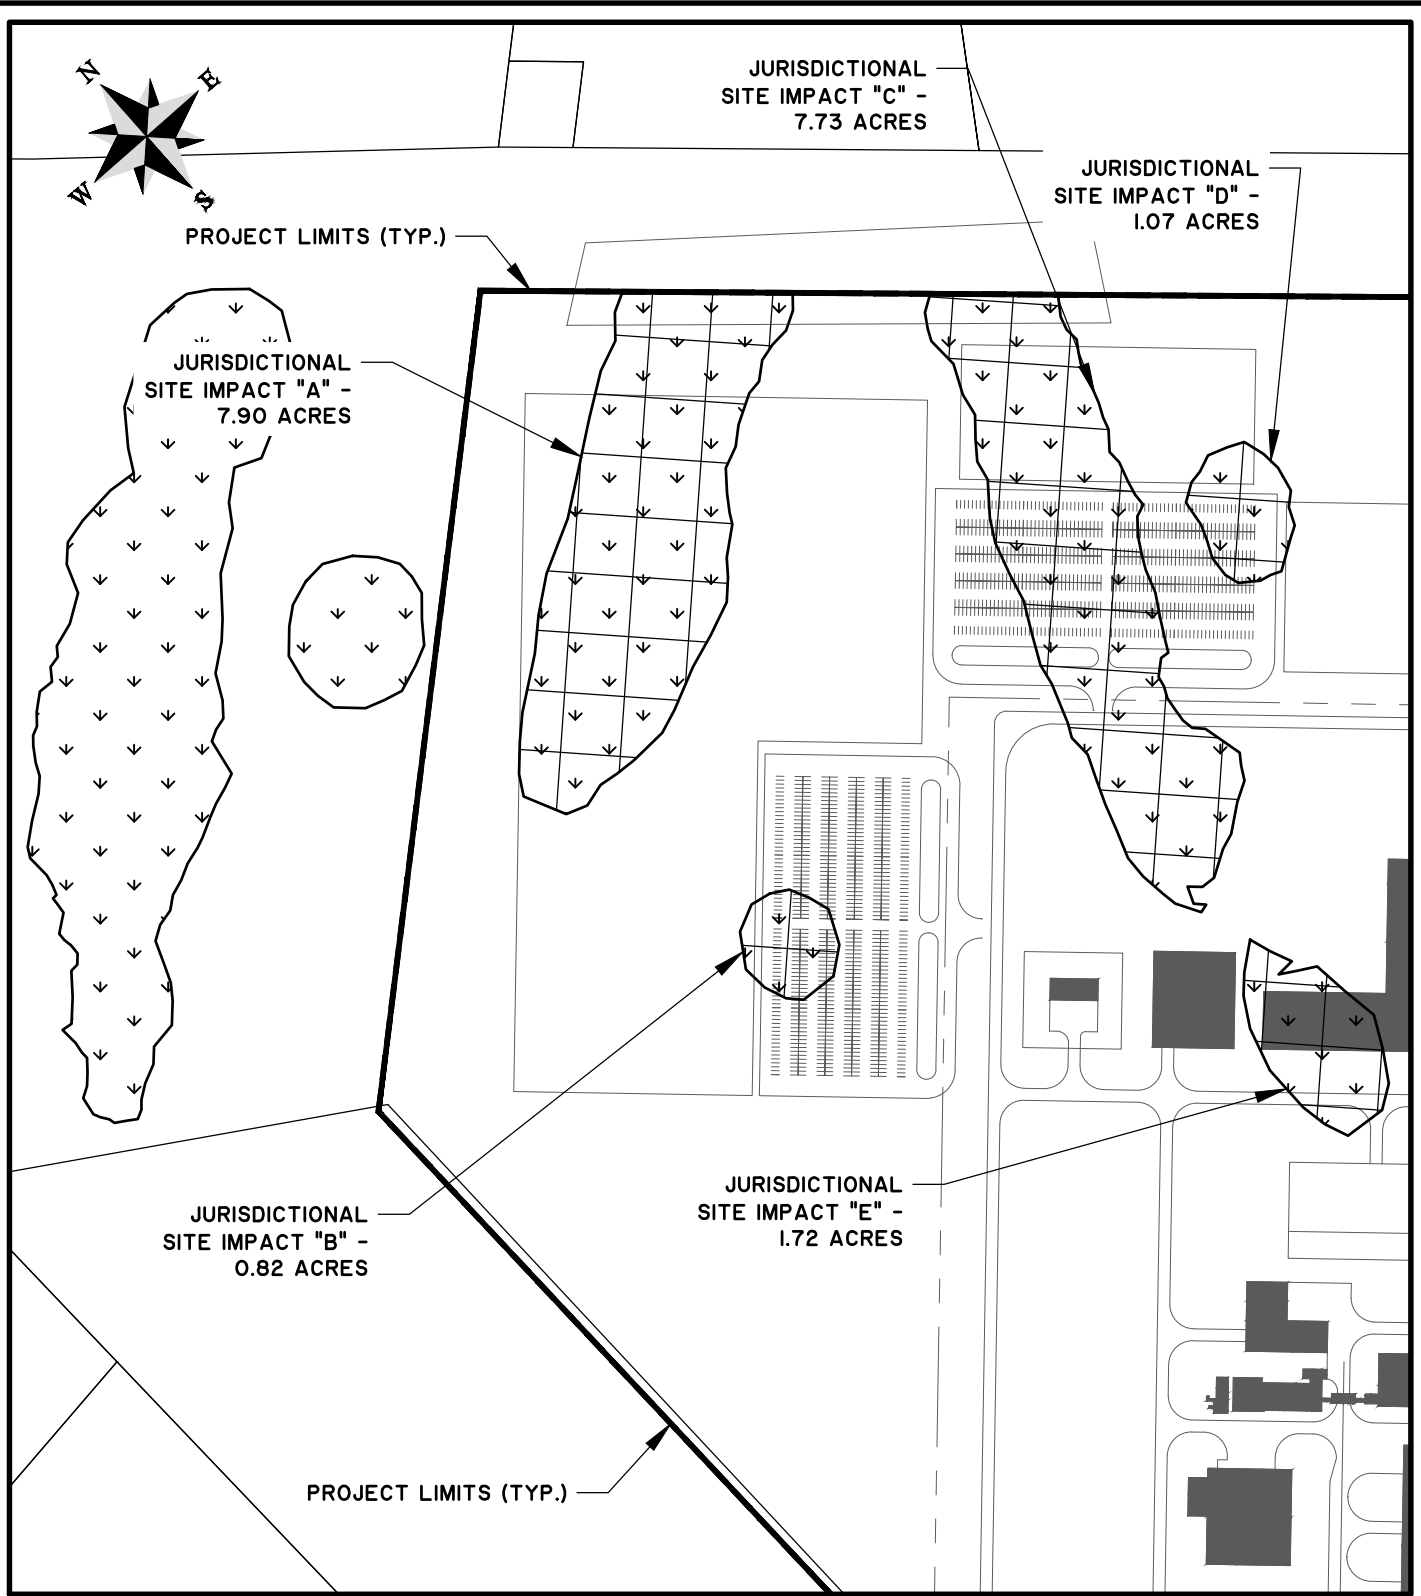 N
E
W
S
JURISDICTIONAL
SITE IMPACT "C" -
7.73 ACRES
JURISDICTIONAL
SITE IMPACT "D" -
1.07 ACRES
PROJECT LIMITS (TYP.)
JURISDICTIONAL
SITE IMPACT "A" -
7.90 ACRES
JURISDICTIONAL
SITE IMPACT "B" -
0.82 ACRES
JURISDICTIONAL
SITE IMPACT "E" -
1.72 ACRES
PROJECT LIMITS (TYP.)